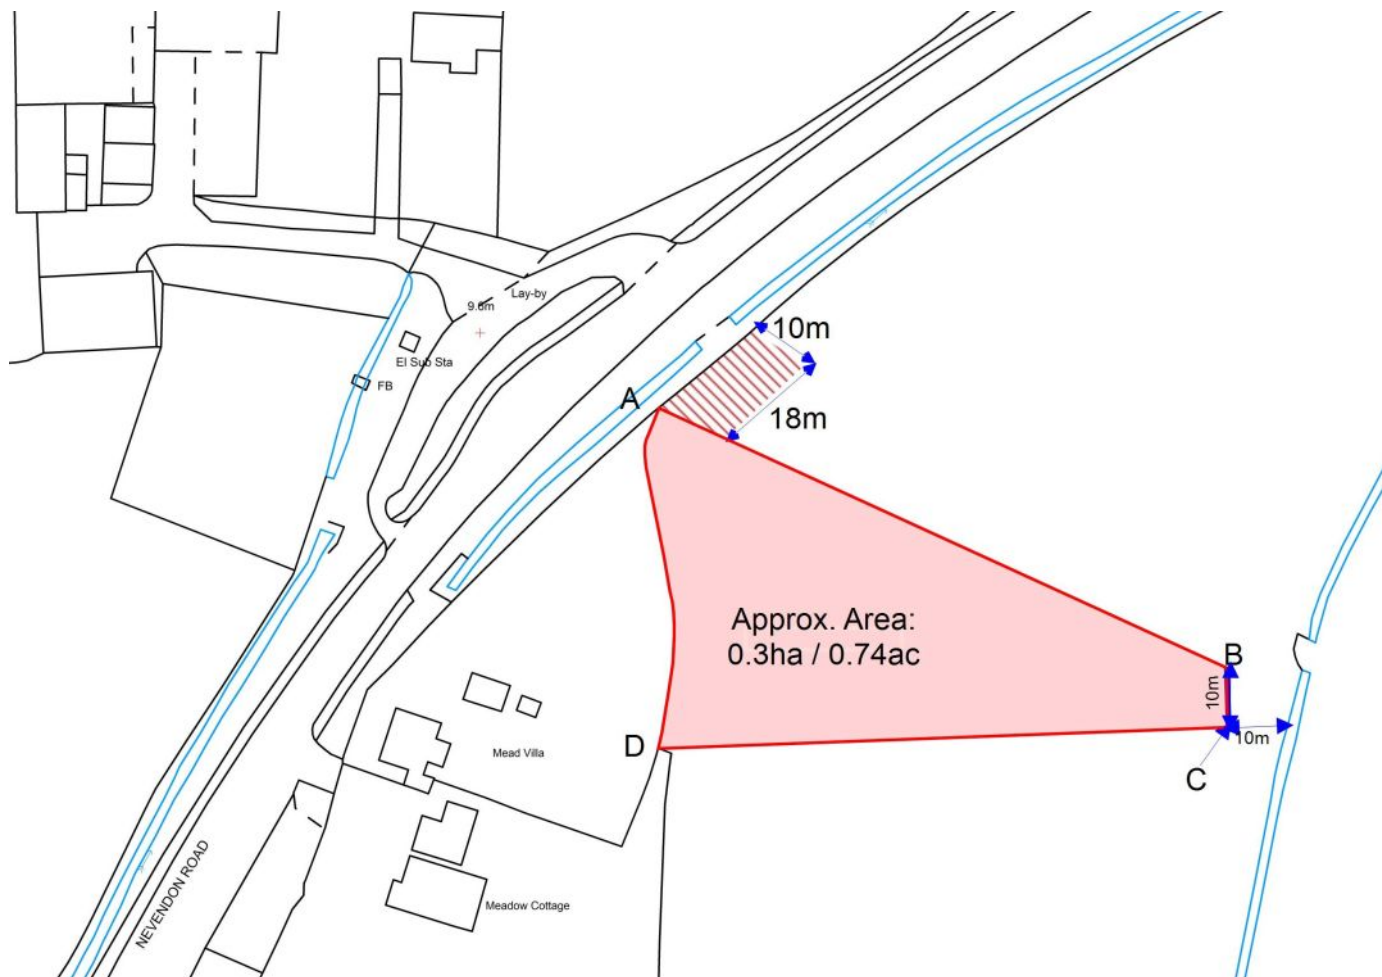 Lay-by
9.6m
10m
El Sub Sta
FB
A
18m
Approx. Area:
0.3ha / 0.74ac
B
10m
10m
D
Mead Villa
C
NEVENDON ROAD
Meadow Cottage